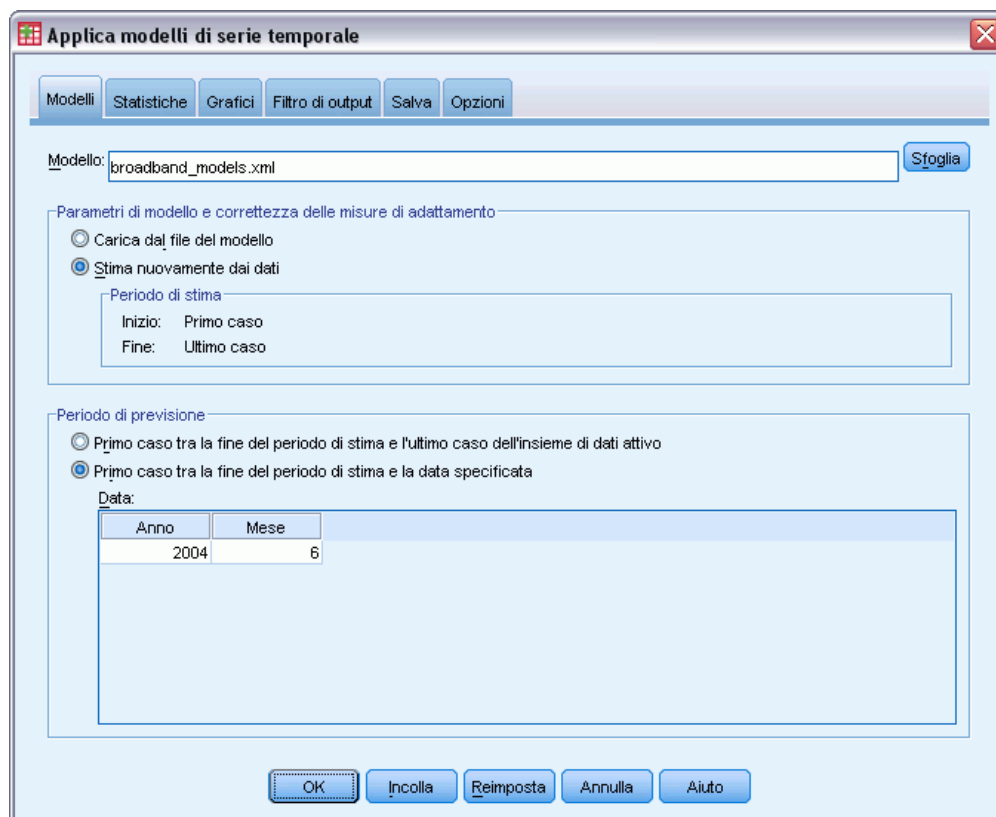 Applica modelli di serie temporale
Modelli Statistiche Grafici Filtro di output Salva Opzioni
Modello: broadband_models.xml Sfoglia
Parametri di modello e correttezza delle misure di adattamento
Carica dal file del modello
Stima nuovamente dai dati
Periodo di stima
Inizio: Primo caso
Fine: Ultimo caso
Periodo di previsione
Primo caso tra la fine del periodo di stima e l'ultimo caso dell'insieme di dati attivo
Primo caso tra la fine del periodo di stima e la data specificata
Data:
Anno Mese
2004 6
OK Incolla Reimposta Annulla Aiuto